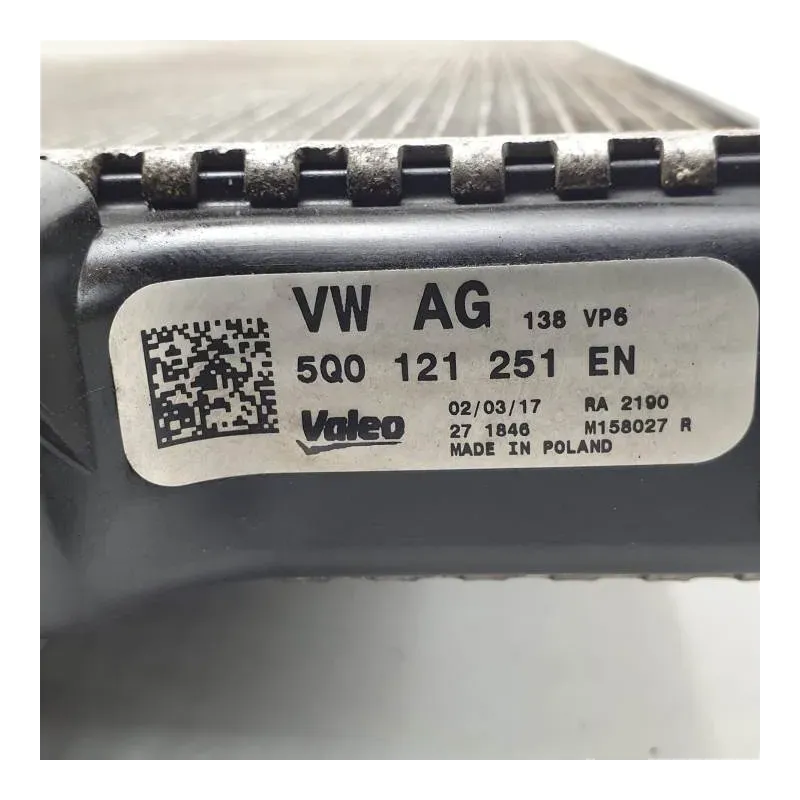 VW AG 138 VP6
5Q0 121 251 EN
Valeo 02/03/17 RA 2190
27 1846 M158027 R
MADE IN POLAND